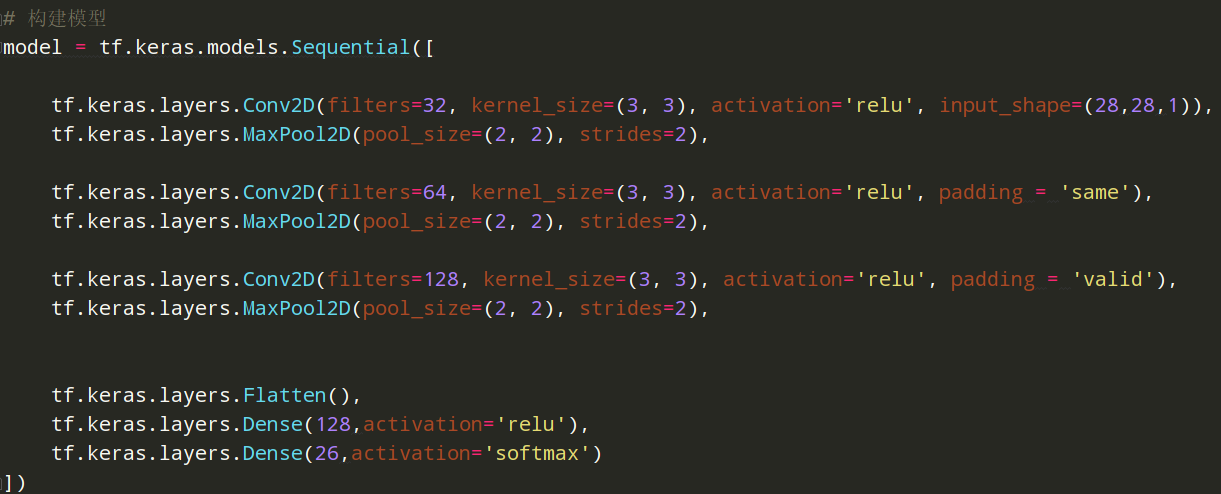 # 构建模型
model = tf.keras.models.Sequential([
tf.keras.layers.Conv2D(filters=32, kernel_size=(3, 3), activation='relu', input_shape=(28,28,1)),
tf.keras.layers.MaxPool2D(pool_size=(2, 2), strides=2),
tf.keras.layers.Conv2D(filters=64, kernel_size=(3, 3), activation='relu', padding = 'same'),
tf.keras.layers.MaxPool2D(pool_size=(2, 2), strides=2),
tf.keras.layers.Conv2D(filters=128, kernel_size=(3, 3), activation='relu', padding = 'valid'),
tf.keras.layers.MaxPool2D(pool_size=(2, 2), strides=2),
tf.keras.layers.Flatten(),
tf.keras.layers.Dense(128,activation='relu'),
tf.keras.layers.Dense(26,activation='softmax')
])